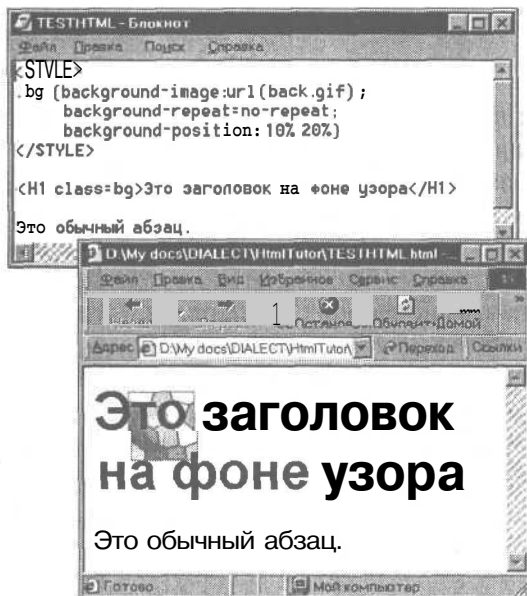 TESTHTML - Блокнот
Файл Правка Поиск Справка
<STVLE>
.bg (background-image:url(back.gif);
background-repeat=no-repeat;
background-position: 10% 20%)
</STYLE>
<H1 class=bg>Это заголовок на фоне узора</H1>
Это обычный абзац.
D:\My docs\DIALECT\HtmlTutor\TESTHTML.html - ...
Файл Правка Вид Избранное Сервис
1 Останов... Обновить Домой
Адрес D:\My docs\DIALECT\HtmlTutor\ Переход Ссылки
Это заголовок
на фоне узора
Это обычный абзац.
Готово Мой компьютер